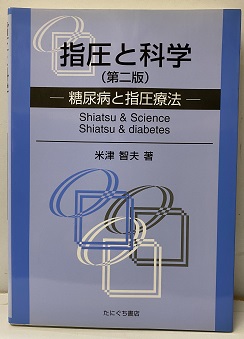 指圧と科学
(第二版)
― 糖尿病と指圧療法 ―
Shiatsu & Science
Shiatsu & diabetes
米津 智夫 著
たにぐち書店